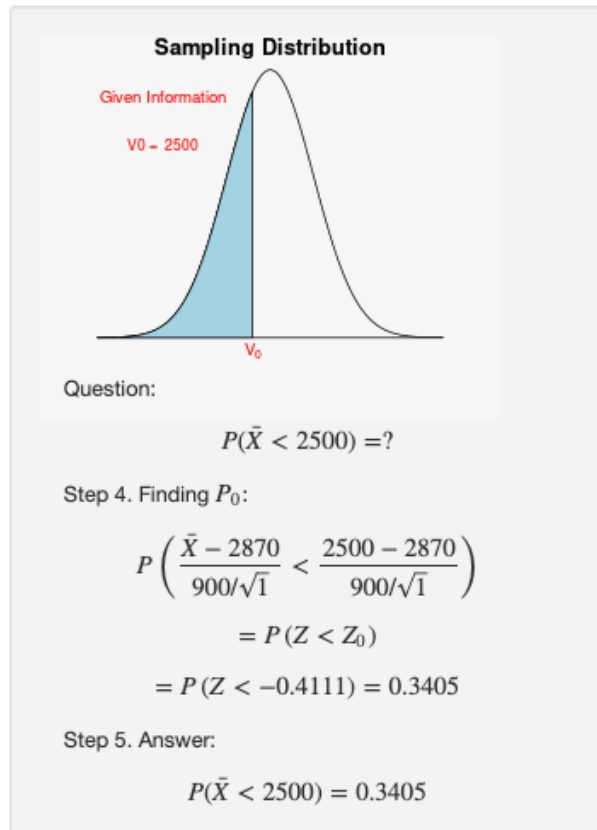 Sampling Distribution
Given Information
V0 = 2500
V₀
Question:
P(X̄ < 2500) =?
Step 4. Finding P₀:
P( (X̄ − 2870)/(900/√1) < (2500 − 2870)/(900/√1) )
= P(Z < Z₀)
= P(Z < −0.4111) = 0.3405
Step 5. Answer:
P(X̄ < 2500) = 0.3405